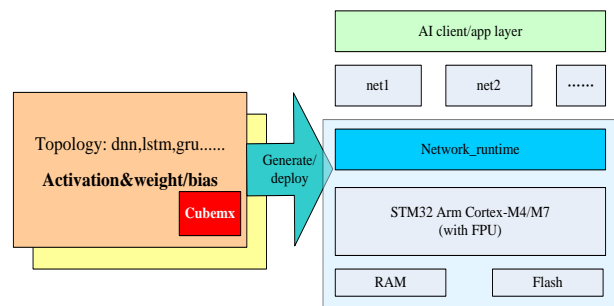 Topology: dnn,lstm,gru......
Activation&weight/bias
Cubemx
Generate/
deploy
AI client/app layer
net1
net2
......
Network_runtime
STM32 Arm Cortex-M4/M7
(with FPU)
RAM
Flash